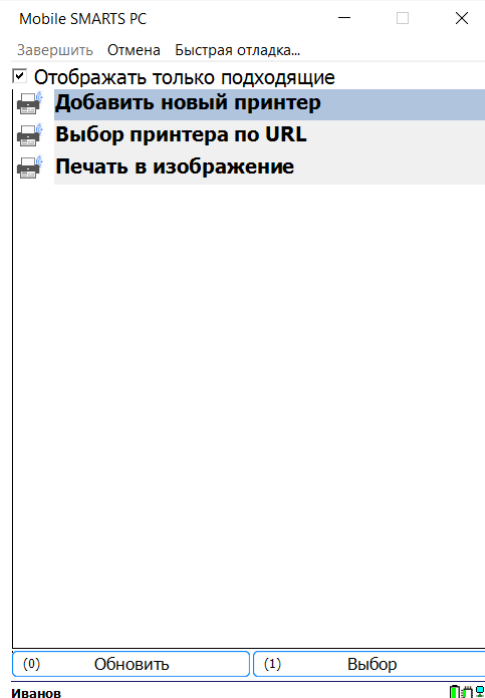 Mobile SMARTS PC
Завершить Отмена Быстрая отладка...
Отображать только подходящие
Добавить новый принтер
Выбор принтера по URL
Печать в изображение
(0) Обновить (1) Выбор
Иванов